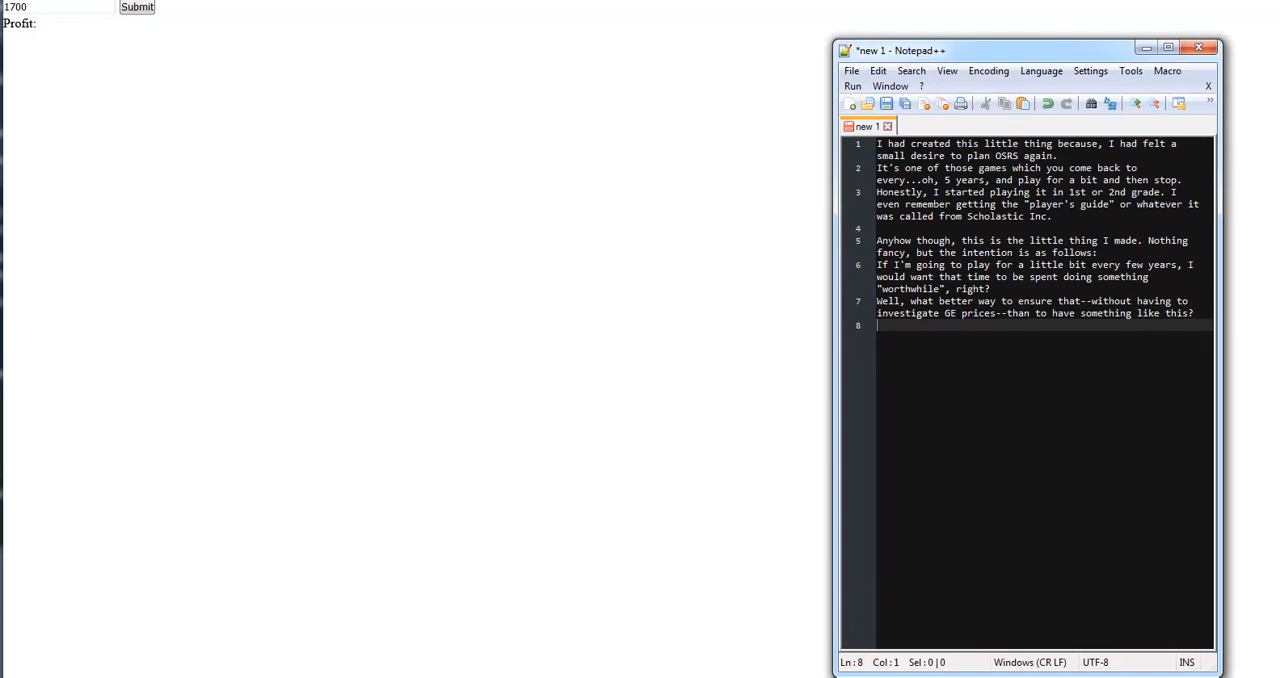 1700 Submit
Profit:
*new 1 - Notepad++
File Edit Search View Encoding Language Settings Tools Macro
Run Window ? X
new 1
1 I had created this little thing because, I had felt a
small desire to plan OSRS again.
2 It's one of those games which you come back to
every...oh, 5 years, and play for a bit and then stop.
3 Honestly, I started playing it in 1st or 2nd grade. I
even remember getting the "player's guide" or whatever it
was called from Scholastic Inc.
4
5 Anyhow though, this is the little thing I made. Nothing
fancy, but the intention is as follows:
6 If I'm going to play for a little bit every few years, I
would want that time to be spent doing something
"worthwhile", right?
7 Well, what better way to ensure that--without having to
investigate GE prices--than to have something like this?
8
Ln:8 Col:1 Sel:0|0 Windows (CR LF) UTF-8 INS